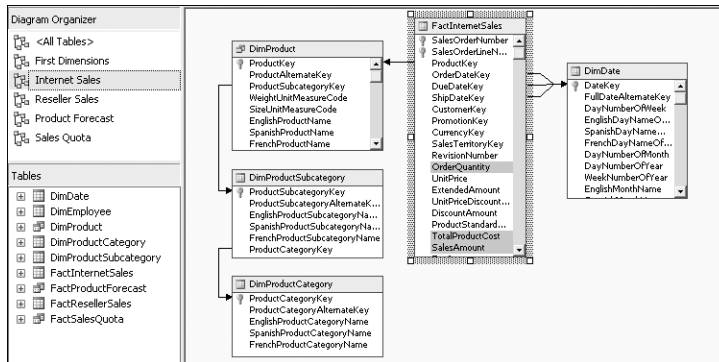 Diagram Organizer
<All Tables>
First Dimensions
Internet Sales
Reseller Sales
Product Forecast
Sales Quota
Tables
DimDate
DimEmployee
DimProduct
DimProductCategory
DimProductSubcategory
FactInternetSales
FactProductForecast
FactResellerSales
FactSalesQuota
DimProduct
ProductKey
ProductAlternateKey
ProductSubcategoryKey
WeightUnitMeasureCode
SizeUnitMeasureCode
EnglishProductName
SpanishProductName
FrenchProductName
DimProductSubcategory
ProductSubcategoryKey
ProductSubcategoryAlternateK...
EnglishProductSubcategoryNa...
SpanishProductSubcategoryNa...
FrenchProductSubcategoryName
ProductCategoryKey
DimProductCategory
ProductCategoryKey
ProductCategoryAlternateKey
EnglishProductCategoryName
SpanishProductCategoryName
FrenchProductCategoryName
FactInternetSales
SalesOrderNumber
SalesOrderLineN...
ProductKey
OrderDateKey
DueDateKey
ShipDateKey
CustomerKey
PromotionKey
CurrencyKey
SalesTerritoryKey
RevisionNumber
OrderQuantity
UnitPrice
ExtendedAmount
UnitPriceDiscount...
DiscountAmount
ProductStandard...
TotalProductCost
SalesAmount
DimDate
DateKey
FullDateAlternateKey
DayNumberOfWeek
EnglishDayNameO...
SpanishDayName...
FrenchDayNameOf...
DayNumberOfMonth
DayNumberOfYear
WeekNumberOfYear
EnglishMonthName